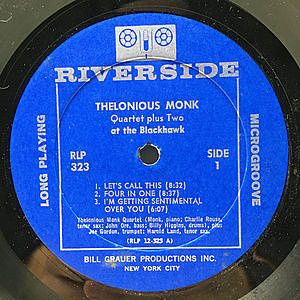 RIVERSIDE
THELONIOUS MONK
Quartet plus Two
at the Blackhawk
LONG PLAYING
MICROGROOVE
RLP
323
SIDE
1
1. LET'S CALL THIS (8:32)
2. FOUR IN ONE (8:37)
3. I'M GETTING SENTIMENTAL
OVER YOU (6:07)
Thelonious Monk Quartet (Monk, piano; Charlie Rouse,
tenor sax; John Ore, bass; Billy Higgins, drums), plus
Joe Gordon, trumpet; Harold Land, tenor sax.
(RLP 12-323 A)
BILL GRAUER PRODUCTIONS INC.
NEW YORK CITY